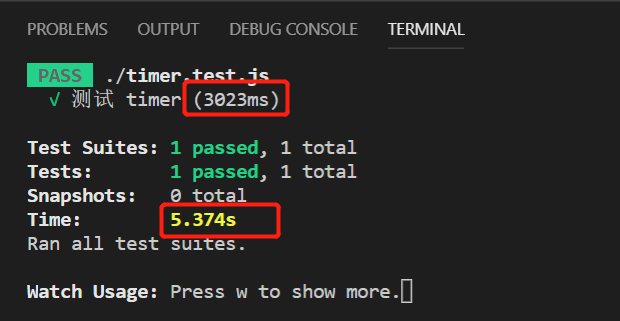 PROBLEMS OUTPUT DEBUG CONSOLE TERMINAL
PASS ./timer.test.js
√ 测试 timer (3023ms)
Test Suites: 1 passed, 1 total
Tests: 1 passed, 1 total
Snapshots: 0 total
Time: 5.374s
Ran all test suites.
Watch Usage: Press w to show more.